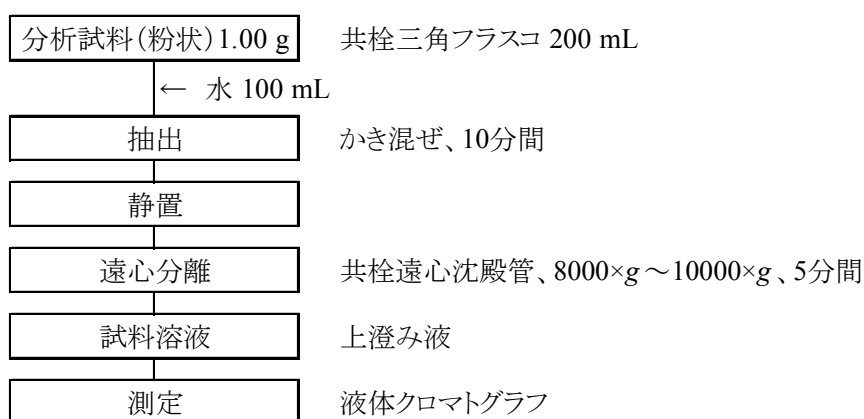 分析試料(粉状)1.00 g 共栓三角フラスコ 200 mL
← 水 100 mL
抽出 かき混ぜ、10分間
静置
遠心分離 共栓遠心沈殿管、8000×g~10000×g、5分間
試料溶液 上澄み液
測定 液体クロマトグラフ